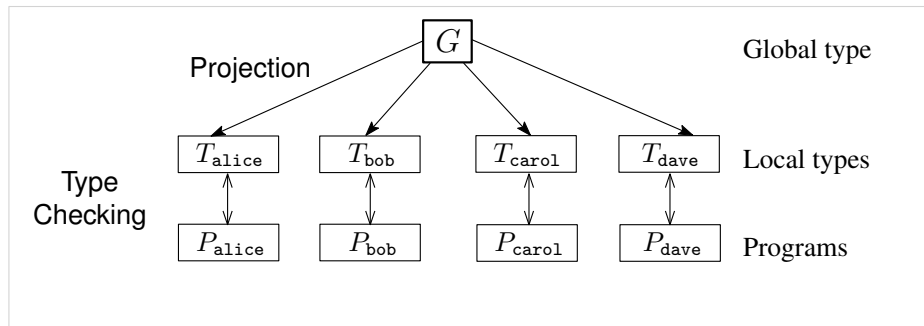 G
Global type
Projection
T_alice T_bob T_carol T_dave
Local types
Type
Checking
P_alice P_bob P_carol P_dave
Programs